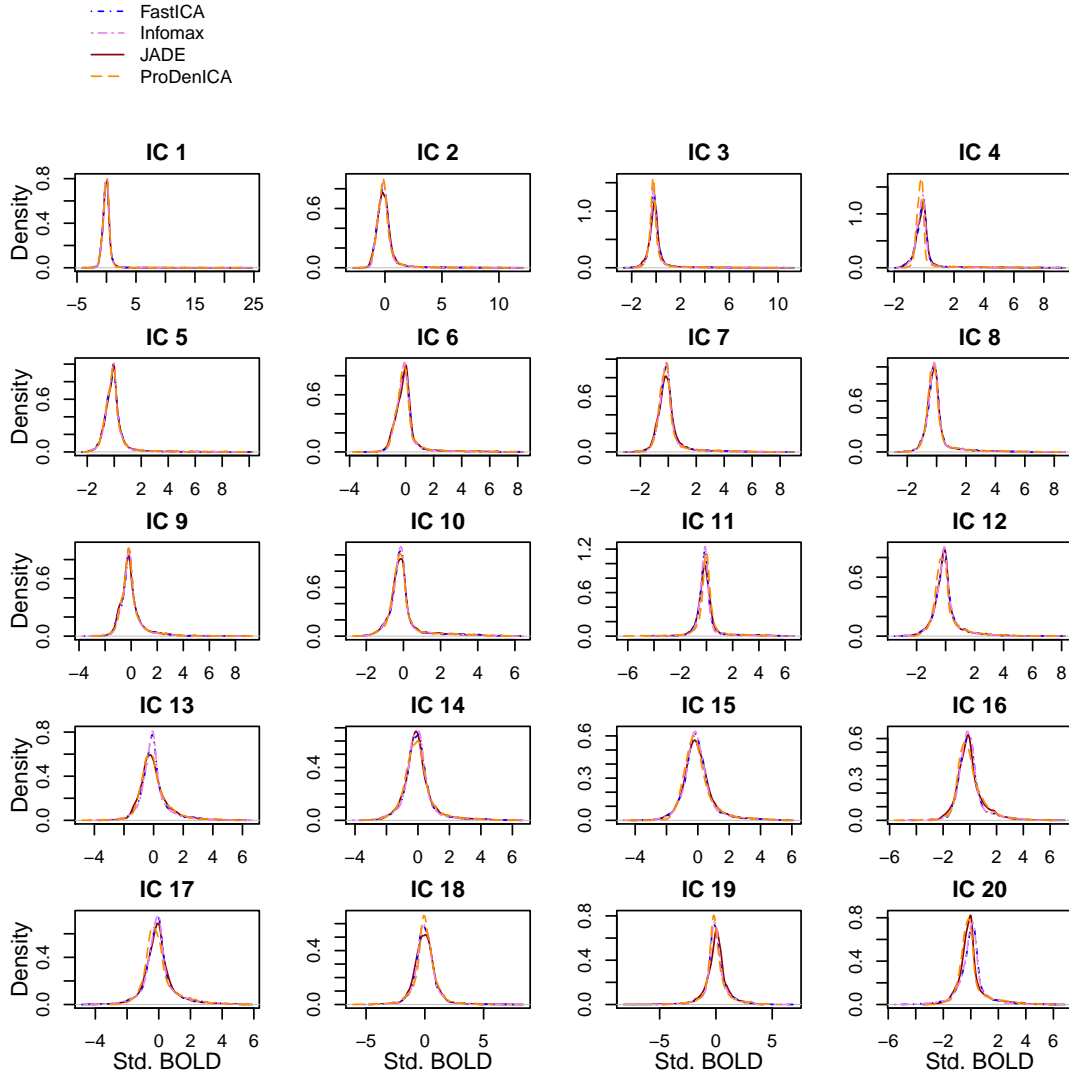 FastICA
Infomax
JADE
ProDenICA
IC 1 IC 2 IC 3 IC 4
Density
0.0 0.4 0.8
−5 5 15 25
0.0 0.6
0 5 10
0.0 1.0
−2 2 6 10
0.0 1.0
−2 2 4 6 8
IC 5 IC 6 IC 7 IC 8
Density
0.0 0.6
−2 2 4 6 8
0.0 0.6
−4 0 2 4 6 8
0.0 0.6
−2 2 4 6 8
0.0 0.6
−2 2 4 6 8
IC 9 IC 10 IC 11 IC 12
Density
0.0 0.6
−4 0 2 4 6 8
0.0 0.6
−2 0 2 4 6
0.0 0.4 0.8 1.2
−6 −2 2 4 6
0.0 0.6
−2 0 2 4 6 8
IC 13 IC 14 IC 15 IC 16
Density
0.0 0.4 0.8
−4 0 2 4 6
0.0 0.4
−4 0 2 4 6
0.0 0.3 0.6
−4 0 2 4 6
0.0 0.3 0.6
−6 −2 2 4 6
IC 17 IC 18 IC 19 IC 20
Density
0.0 0.4
−4 0 2 4 6
Std. BOLD
0.0 0.4
−5 0 5
Std. BOLD
0.0 0.4 0.8
−5 0 5
Std. BOLD
0.0 0.4 0.8
−6 −2 2 4 6
Std. BOLD